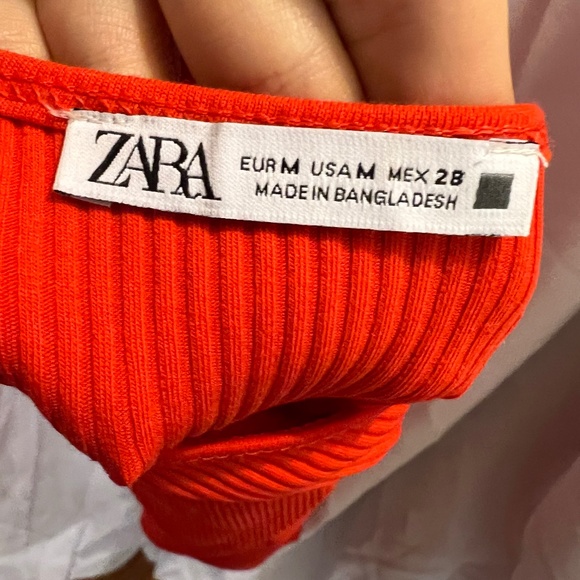 ZARA
EUR M USA M MEX 28
MADE IN BANGLADESH